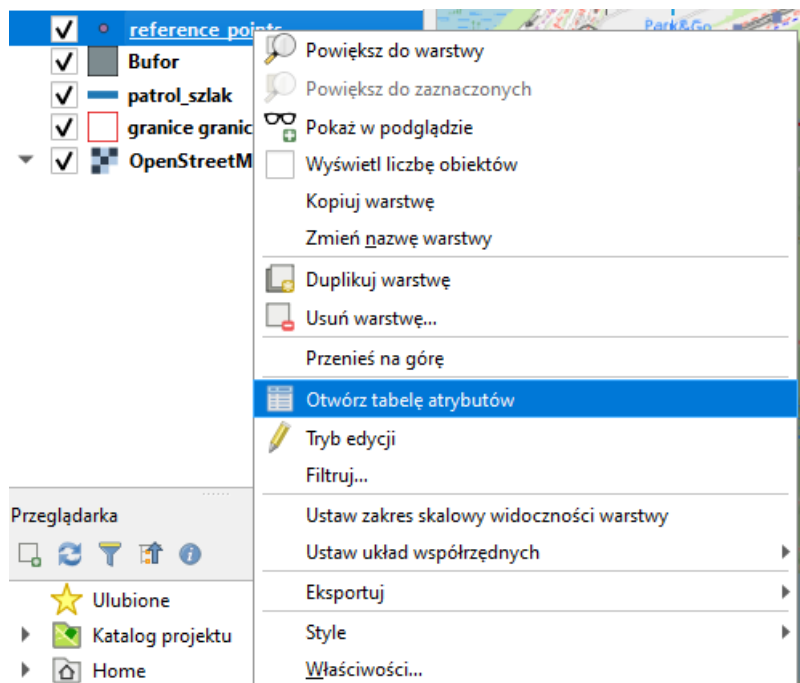 reference_points
Bufor
patrol_szlak
granice granic
OpenStreetM
Park&Go
Powiększ do warstwy
Powiększ do zaznaczonych
Pokaż w podglądzie
Wyświetl liczbę obiektów
Kopiuj warstwę
Zmień nazwę warstwy
Duplikuj warstwę
Usuń warstwę...
Przenieś na górę
Otwórz tabelę atrybutów
Tryb edycji
Filtruj...
Ustaw zakres skalowy widoczności warstwy
Ustaw układ współrzędnych
Eksportuj
Style
Właściwości...
Przeglądarka
Ulubione
Katalog projektu
Home